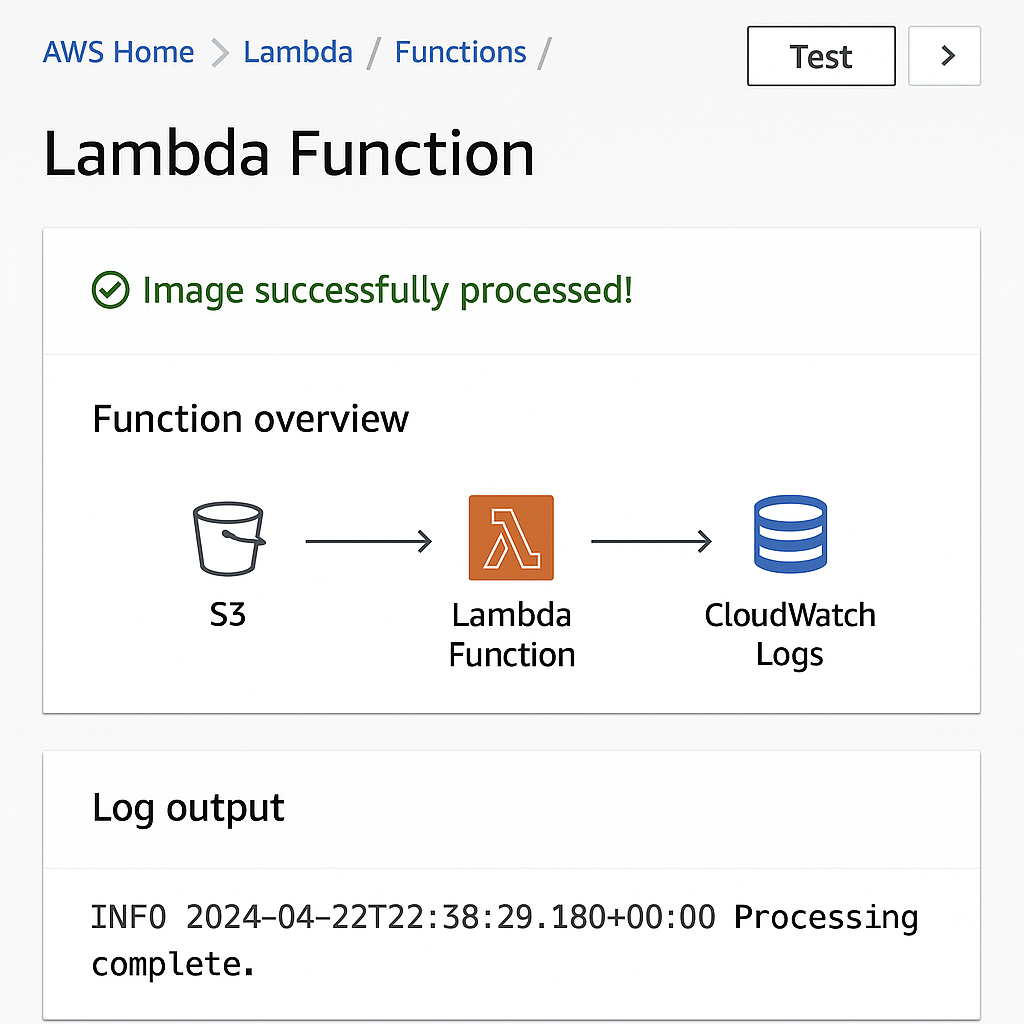 AWS Home > Lambda / Functions /
Test >
Lambda Function
Image successfully processed!
Function overview
S3
Lambda
Function
CloudWatch
Logs
Log output
INFO 2024-04-22T22:38:29.180+00:00 Processing
complete.